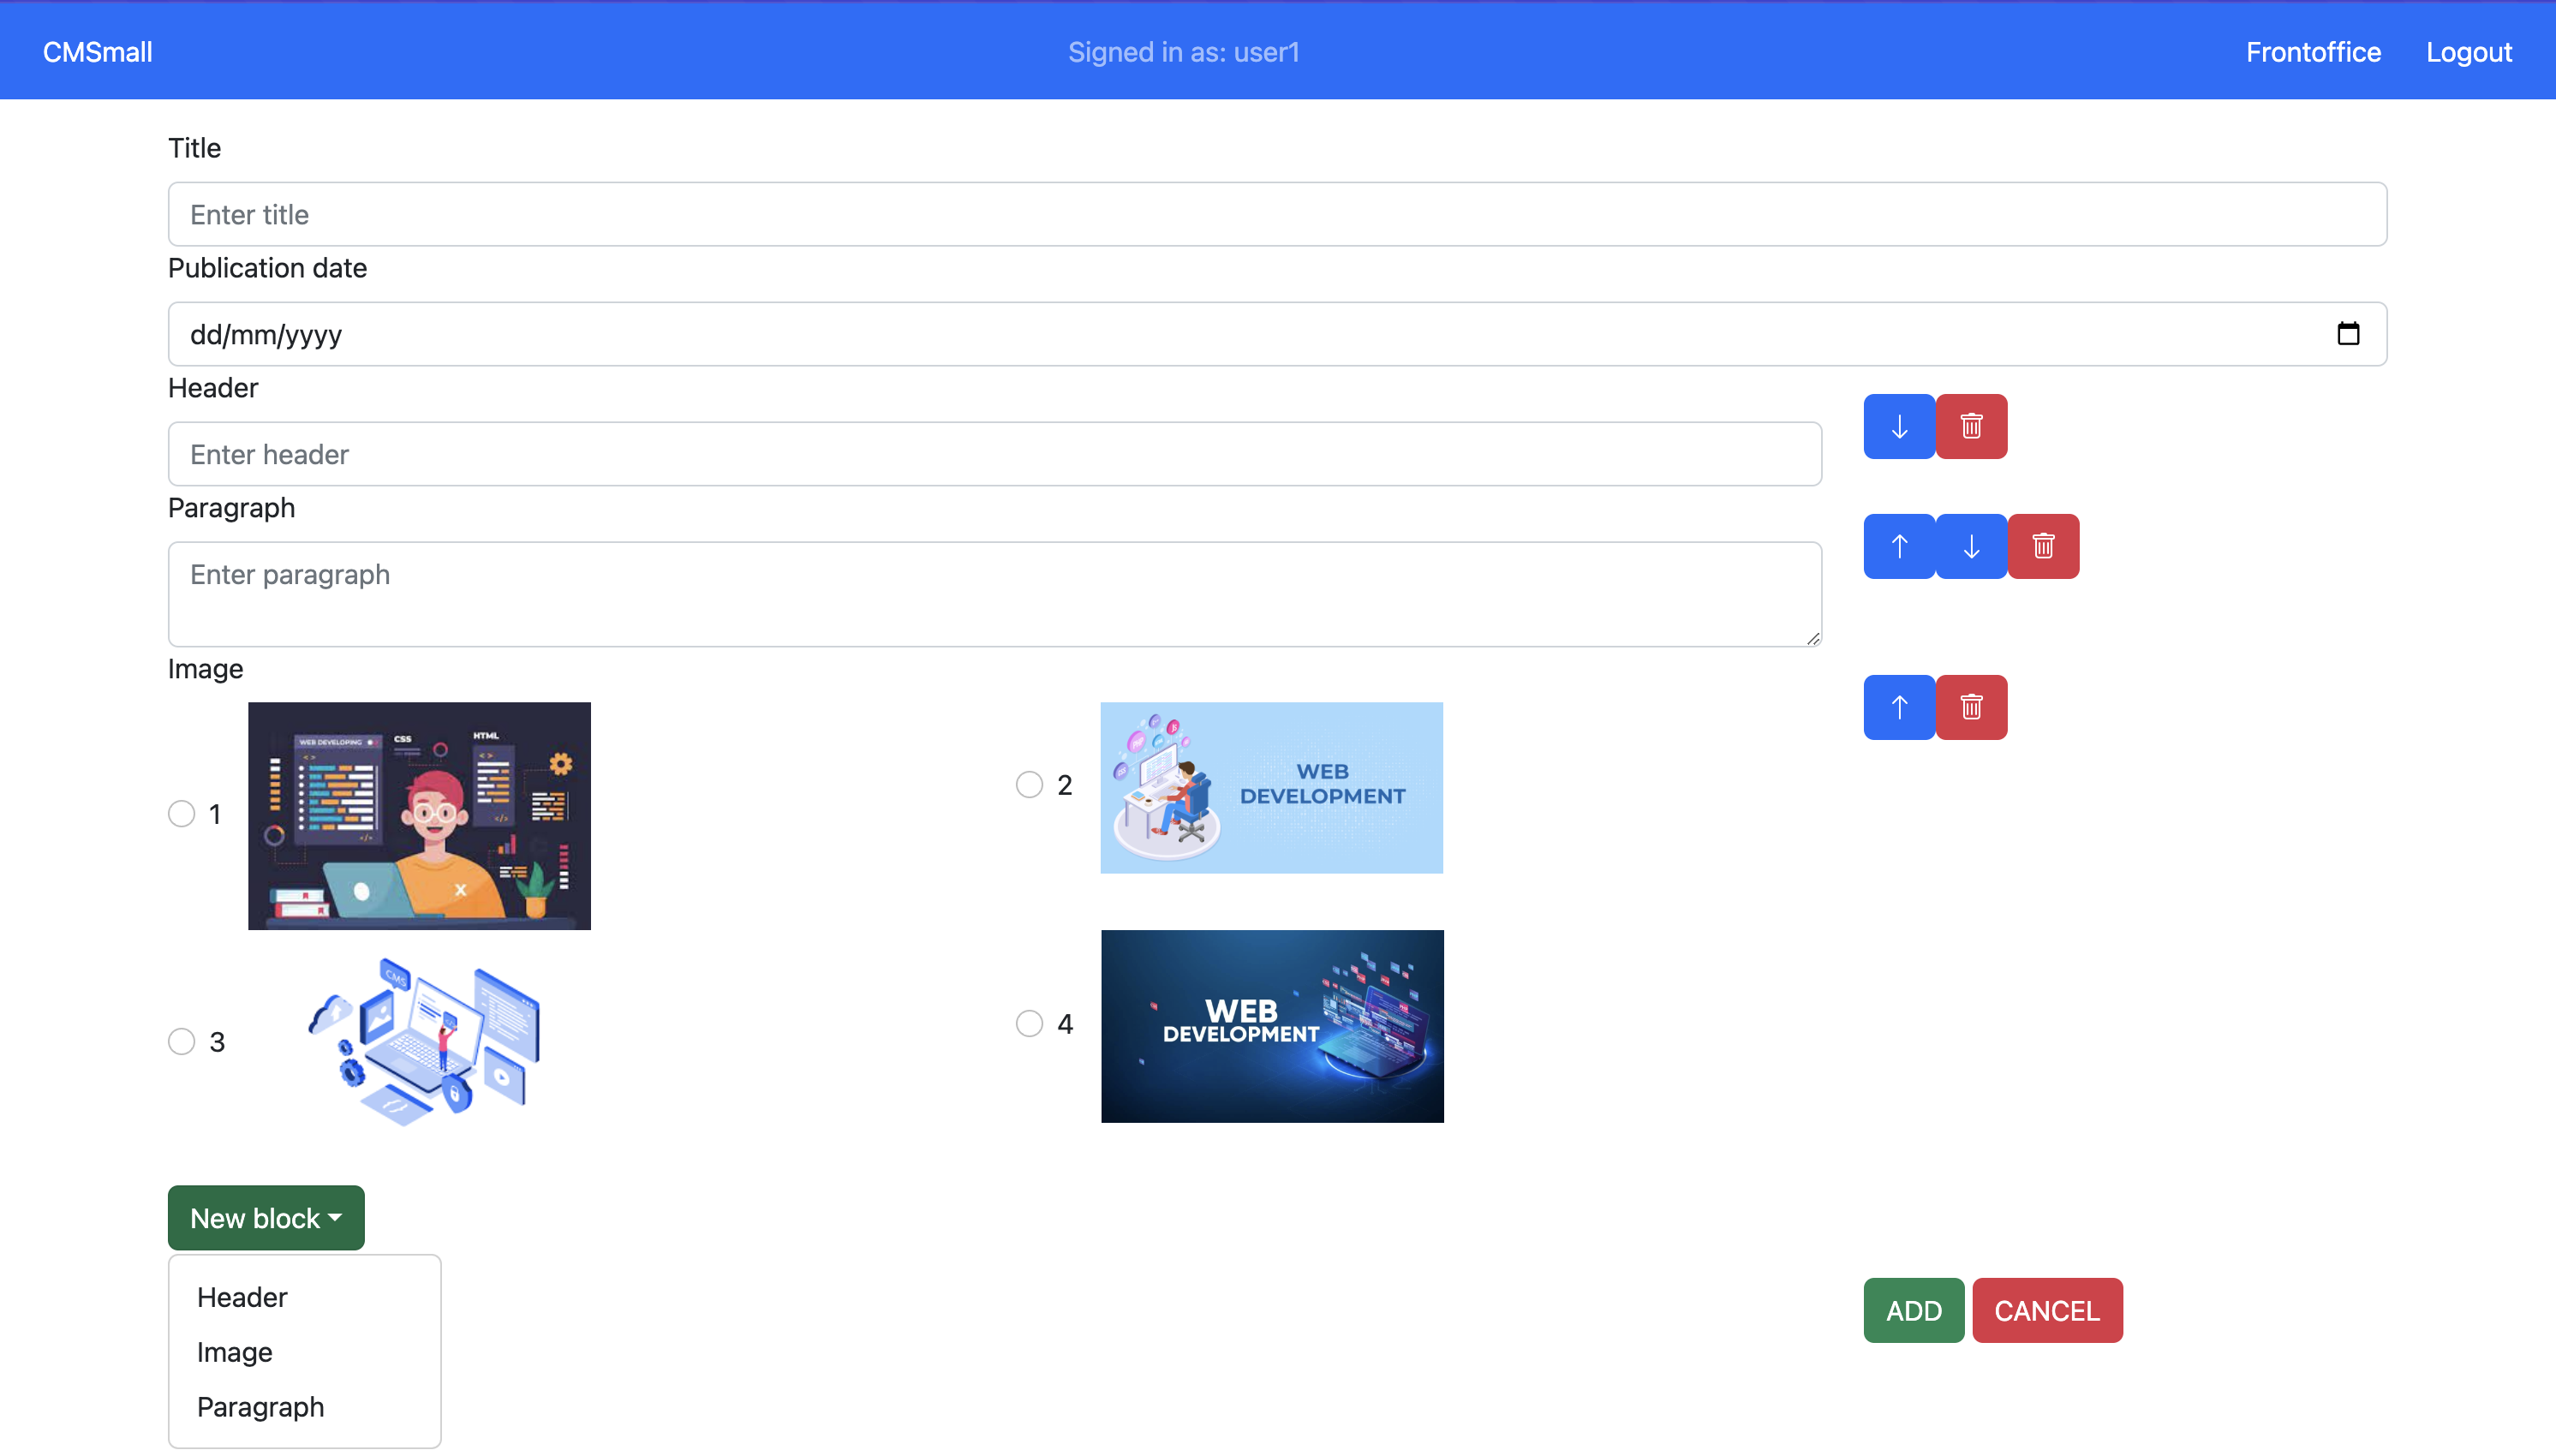 CMSmall
Signed in as: user1
Frontoffice
Logout
Title
Enter title
Publication date
dd/mm/yyyy
Header
Enter header
Paragraph
Enter paragraph
Image
1
WEB DEVELOPING
CSS
HTML
2
WEB
DEVELOPMENT
3
CMS
4
WEB
DEVELOPMENT
New block
Header
Image
Paragraph
ADD
CANCEL